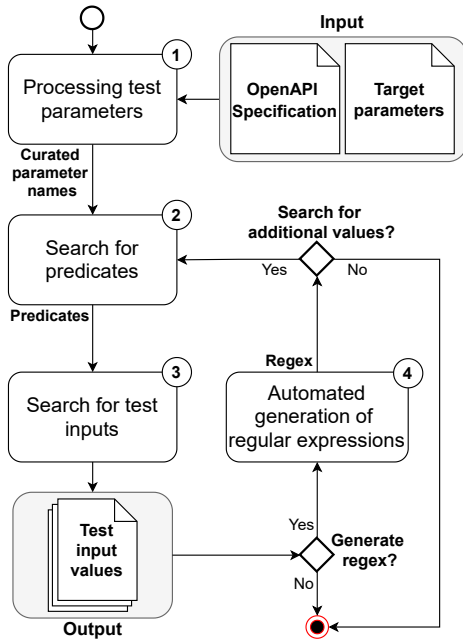 Input
1
Processing test
parameters
OpenAPI
Specification
Target
parameters
Curated
parameter
names
2
Search for
predicates
Search for
additional values?
Yes
No
Predicates
3
Search for test
inputs
Regex
4
Automated
generation of
regular expressions
Test
input
values
Output
Yes
Generate
regex?
No